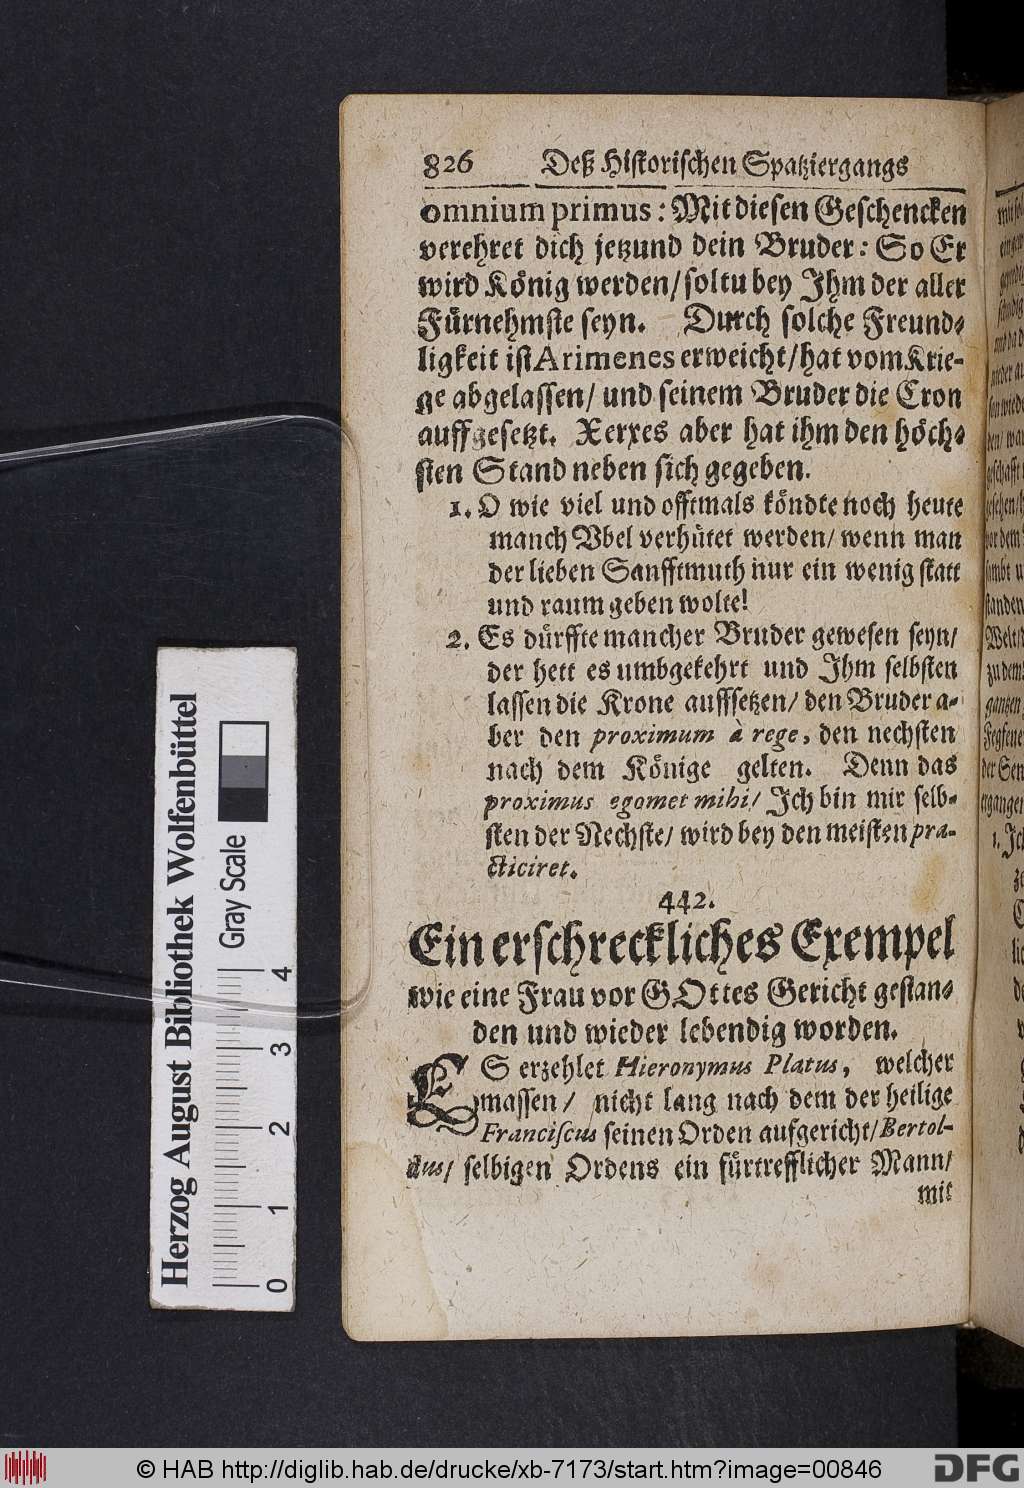 826 Deß Historischen Spatziergangs
omnium primus: Mit diesen Geschencken
verehret dich jetzund dein Bruder: So Er
wird König werden/ soltu bey Ihm der aller
Fürnehmste seyn. Durch solche Freund-
ligkeit ist Arimenes erweicht/ hat vom Krie-
ge abgelassen/ und seinem Bruder die Cron
auffgesetzt. Xerxes aber hat ihm den höch-
sten Stand neben sich gegeben.
1. O wie viel und offtmals köndte noch heute
manch Vbel verhütet werden/ wenn man
der lieben Sanfftmuth nur ein wenig statt
und raum geben wolte!
2. Es dürffte mancher Bruder gewesen seyn/
der hett es umbgekehrt und Ihm selbsten
lassen die Krone aufffsetzen/ den Bruder a-
ber den proximum à rege, den nechsten
nach dem Könige gelten. Denn das
proximus egomet mihi/ Ich bin mir selb-
sten der Nechste/ wird bey den meisten pra-
cticiret.
442.
Ein erschreckliches Exempel
wie eine Frau vor GOttes Gericht gestan-
den und wieder lebendig worden.
ES erzehlet Hieronymus Platus, welcher
massen/ nicht lang nach dem der heilige
Franciscus seinen Orden aufgericht/ Bertol-
dus/ selbigen Ordens ein fürtrefflicher Mann/
mit
Herzog August Bibliothek Wolfenbüttel
Gray Scale
0 1 2 3 4
© HAB http://diglib.hab.de/drucke/xb-7173/start.htm?image=00846
DFG